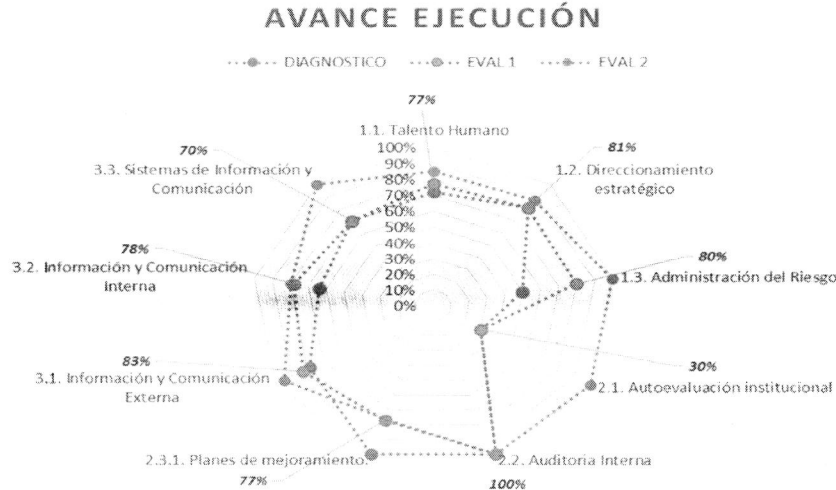 AVANCE EJECUCIÓN
DIAGNOSTICO EVAL 1 EVAL 2
77%
1.1. Talento Humano
81%
1.2. Direccionamiento
estratégico
80%
1.3. Administración del Riesgo
30%
2.1. Autoevaluación institucional
100%
2.2. Auditoria Interna
2.3.1. Planes de mejoramiento.
77%
83%
3.1. Información y Comunicación
Externa
78%
3.2. Información y Comunicación
Interna
70%
3.3. Sistemas de Información y
Comunicación
100%
90%
80%
70%
60%
50%
40%
30%
20%
10%
0%